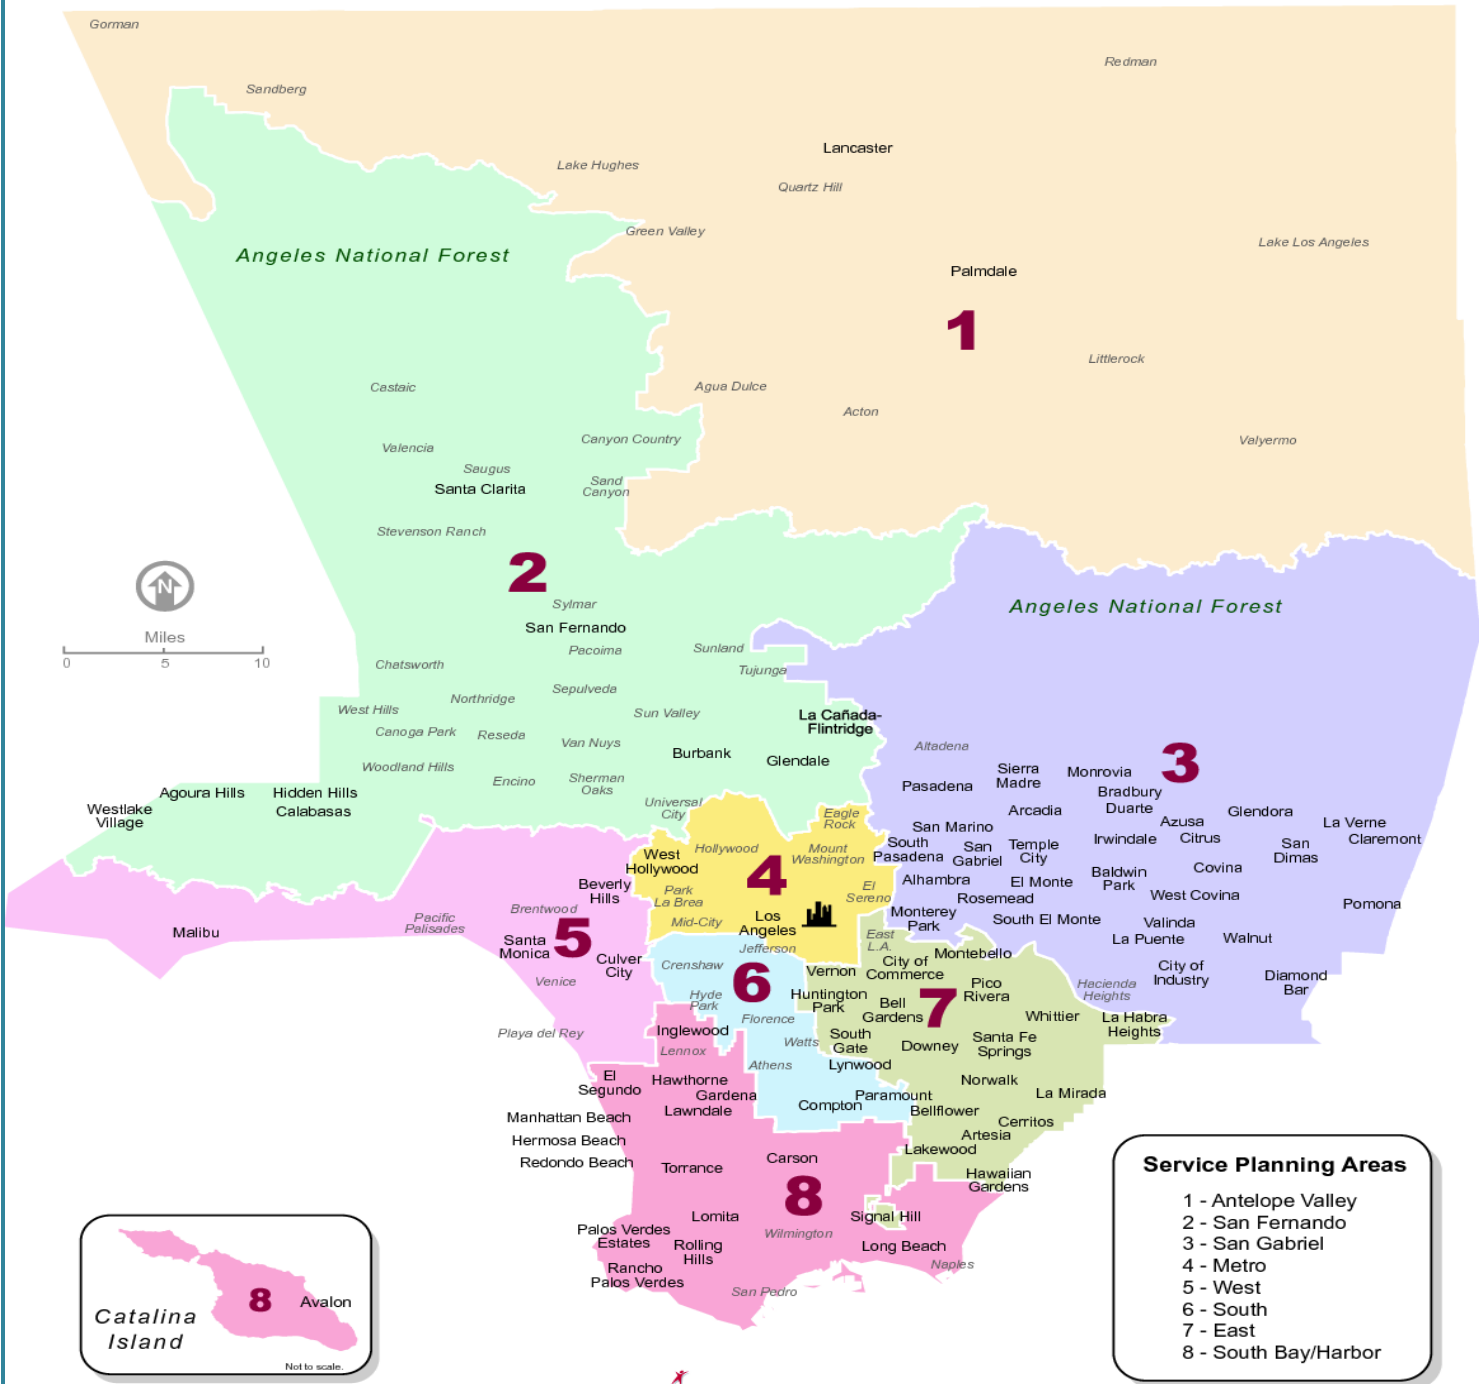 Gorman
Redman
Sandberg
Lancaster
Lake Hughes
Quartz Hill
Green Valley
Lake Los Angeles
Angeles National Forest
Palmdale
1
Littlerock
Agua Dulce
Castaic
Acton
Canyon Country
Valyermo
Valencia
Saugus
Santa Clarita
Sand
Canyon
Stevenson Ranch
2
N
Miles
0 5 10
Sylmar
San Fernando
Pacoima
Angeles National Forest
Chatsworth
Sunland
Tujunga
Sepulveda
Northridge
West Hills
Sun Valley
La Cañada-
Flintridge
Canoga Park
Reseda
Van Nuys
Burbank
Glendale
Woodland Hills
Encino
Sherman
Oaks
Agoura Hills
Hidden Hills
Calabasas
Westlake
Village
Universal
City
Altadena
3
Pasadena
Sierra
Madre
Monrovia
Bradbury
Duarte
Arcadia
Azusa
Glendora
La Verne
Claremont
San Marino
South
Pasadena
San
Gabriel
Temple
City
Irwindale
Citrus
San
Dimas
Alhambra
El Monte
Baldwin
Park
Covina
Rosemead
West Covina
Pomona
Monterey
Park
South El Monte
Valinda
La Puente
Walnut
City of
Industry
Diamond
Bar
Hacienda
Heights
Eagle
Rock
Hollywood
Mount
Washington
West
Hollywood
4
Park
La Brea
El
Sereno
Mid-City
Los
Angeles
Beverly
Hills
Brentwood
Pacific
Palisades
Malibu
5
Santa
Monica
Culver
City
Venice
Playa del Rey
Jefferson
Crenshaw
6
Hyde
Park
Florence
Watts
Athens
Lynwood
Compton
Paramount
East
L.A.
Montebello
City of
Commerce
Vernon
Huntington
Park
Bell
Gardens
7
Pico
Rivera
Whittier
La Habra
Heights
South
Gate
Downey
Santa Fe
Springs
Norwalk
La Mirada
Bellflower
Cerritos
Artesia
Lakewood
Hawaiian
Gardens
Inglewood
Lennox
El
Segundo
Hawthorne
Gardena
Lawndale
Manhattan Beach
Hermosa Beach
Redondo Beach
Torrance
Carson
8
Lomita
Signal Hill
Wilmington
Palos Verdes
Estates
Rolling
Hills
Long Beach
Rancho
Palos Verdes
Naples
San Pedro
8
Avalon
Catalina
Island
Not to scale.
Service Planning Areas
1 - Antelope Valley
2 - San Fernando
3 - San Gabriel
4 - Metro
5 - West
6 - South
7 - East
8 - South Bay/Harbor